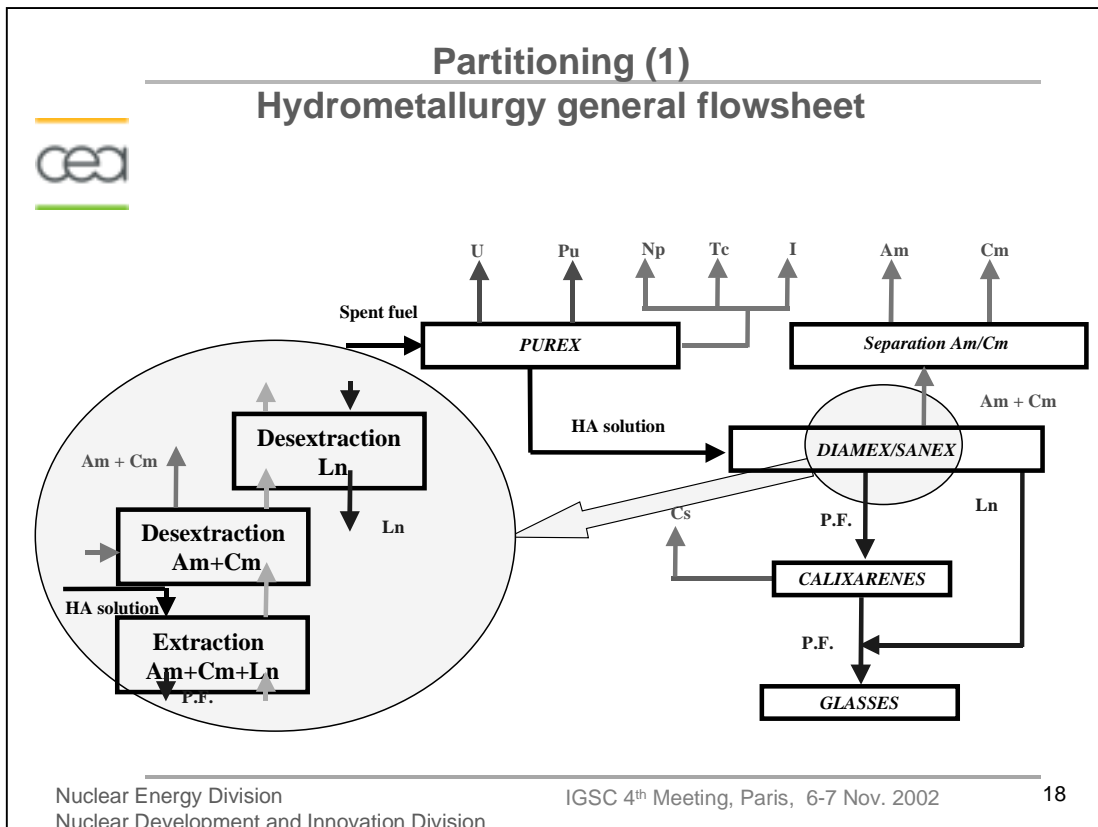 Partitioning (1)
Hydrometallurgy general flowsheet
cea
U
Pu
Np
Tc
I
Am
Cm
Spent fuel
PUREX
Separation Am/Cm
Am + Cm
HA solution
DIAMEX/SANEX
Desextraction
Ln
Am + Cm
Ln
Desextraction
Am+Cm
HA solution
Extraction
Am+Cm+Ln
P.F.
Cs
P.F.
Ln
CALIXARENES
P.F.
GLASSES
Nuclear Energy Division
IGSC 4th Meeting, Paris, 6-7 Nov. 2002
18
Nuclear Development and Innovation Division